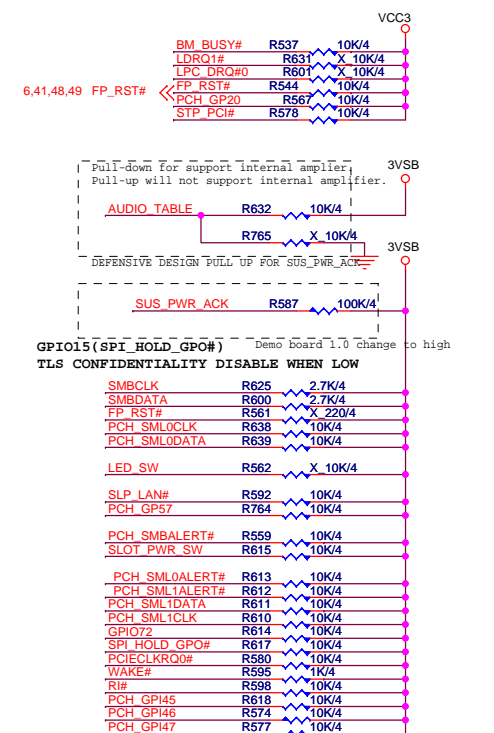 VCC3
BM_BUSY# R537 10K/4
LDRQ1# R631 X_10K/4
LPC_DRQ#0 R601 X_10K/4
6,41,48,49 FP_RST# FP_RST# R544 10K/4
PCH_GP20 R567 10K/4
STP_PCI# R578 10K/4
Pull-down for support internal amplier,
Pull-up will not support internal amplifier.
3VSB
AUDIO_TABLE R632 10K/4
R765 X_10K/4
3VSB
DEFENSIVE DESIGN PULL UP FOR SUS_PWR_ACK
SUS_PWR_ACK R587 100K/4
GPIO15(SPI_HOLD_GPO#) Demo board 1.0 change to high
TLS CONFIDENTIALITY DISABLE WHEN LOW
SMBCLK R625 2.7K/4
SMBDATA R600 2.7K/4
FP_RST# R561 X_220/4
PCH_SML0CLK R638 10K/4
PCH_SML0DATA R639 10K/4
LED_SW R562 X_10K/4
SLP_LAN# R592 10K/4
PCH_GP57 R764 10K/4
PCH_SMBALERT# R559 10K/4
SLOT_PWR_SW R615 10K/4
PCH_SML0ALERT# R613 10K/4
PCH_SML1ALERT# R612 10K/4
PCH_SML1DATA R611 10K/4
PCH_SML1CLK R610 10K/4
GPIO72 R614 10K/4
SPI_HOLD_GPO# R617 10K/4
PCIECLKRQ0# R580 10K/4
WAKE# R595 1K/4
RI# R598 10K/4
PCH_GPI45 R618 10K/4
PCH_GPI46 R574 10K/4
PCH_GPI47 R577 10K/4